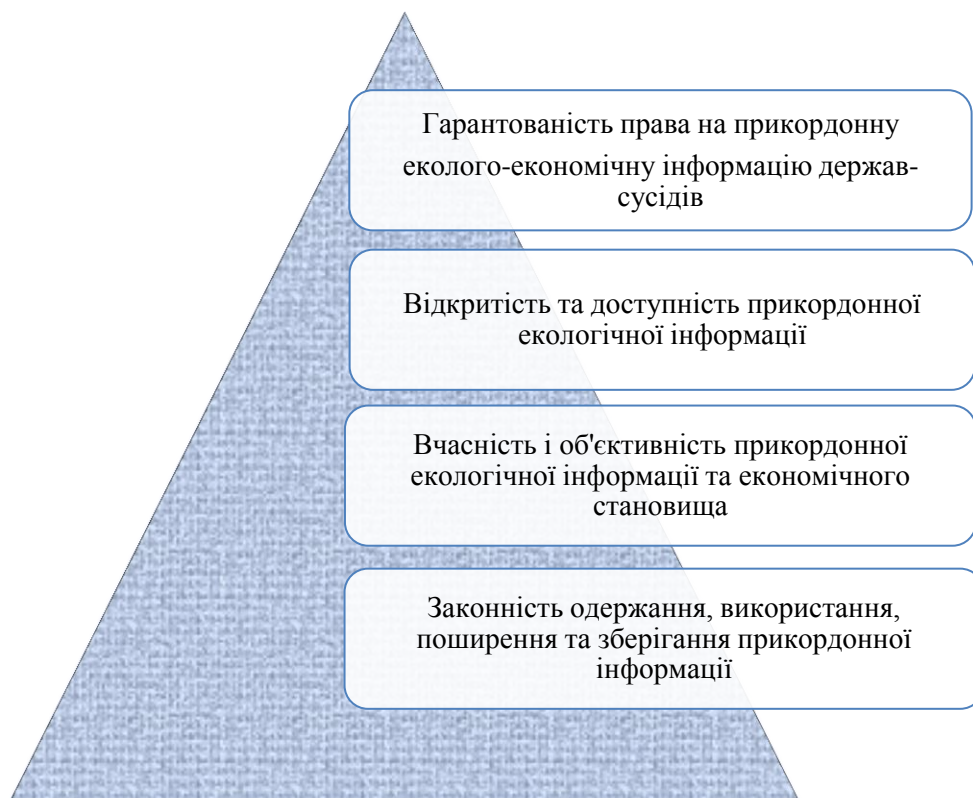 Гарантованість права на прикордонну
еколого-економічну інформацію держав-
сусідів
Відкритість та доступність прикордонної
екологічної інформації
Вчасність і об'єктивність прикордонної
екологічної інформації та економічного
становища
Законність одержання, використання,
поширення та зберігання прикордонної
інформації